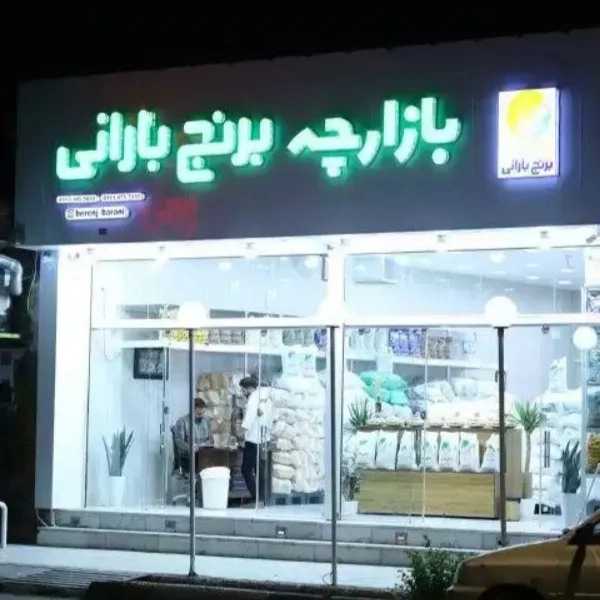 بازارچه برنج بارانی
برنج بارانی
berenj_barani